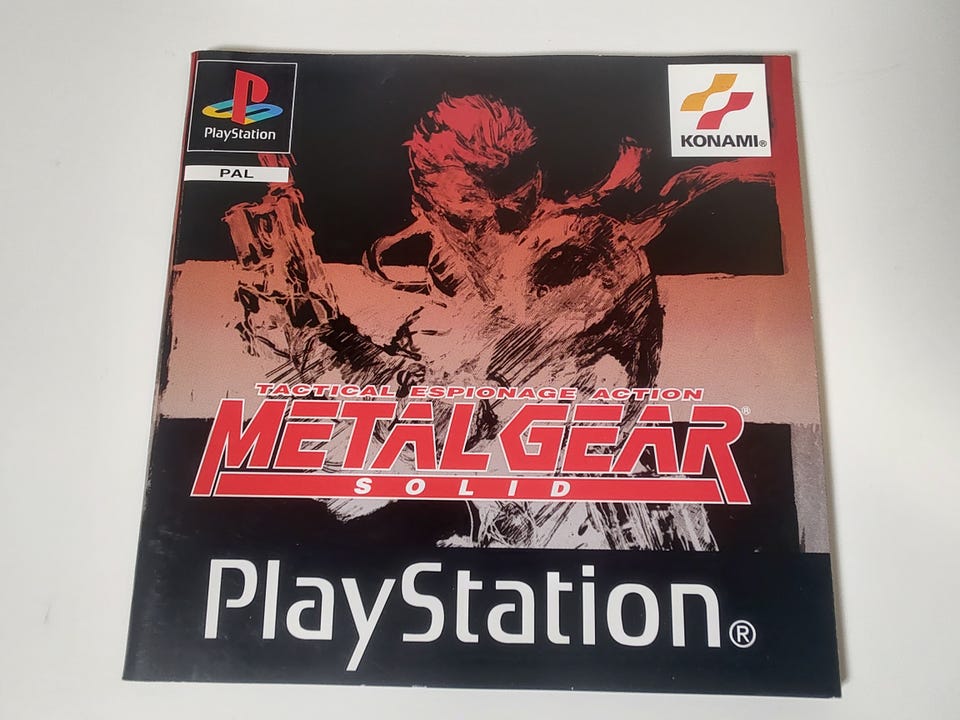 PlayStation
PAL
KONAMI®
TACTICAL ESPIONAGE ACTION
METAL GEAR®
SOLID
PlayStation®